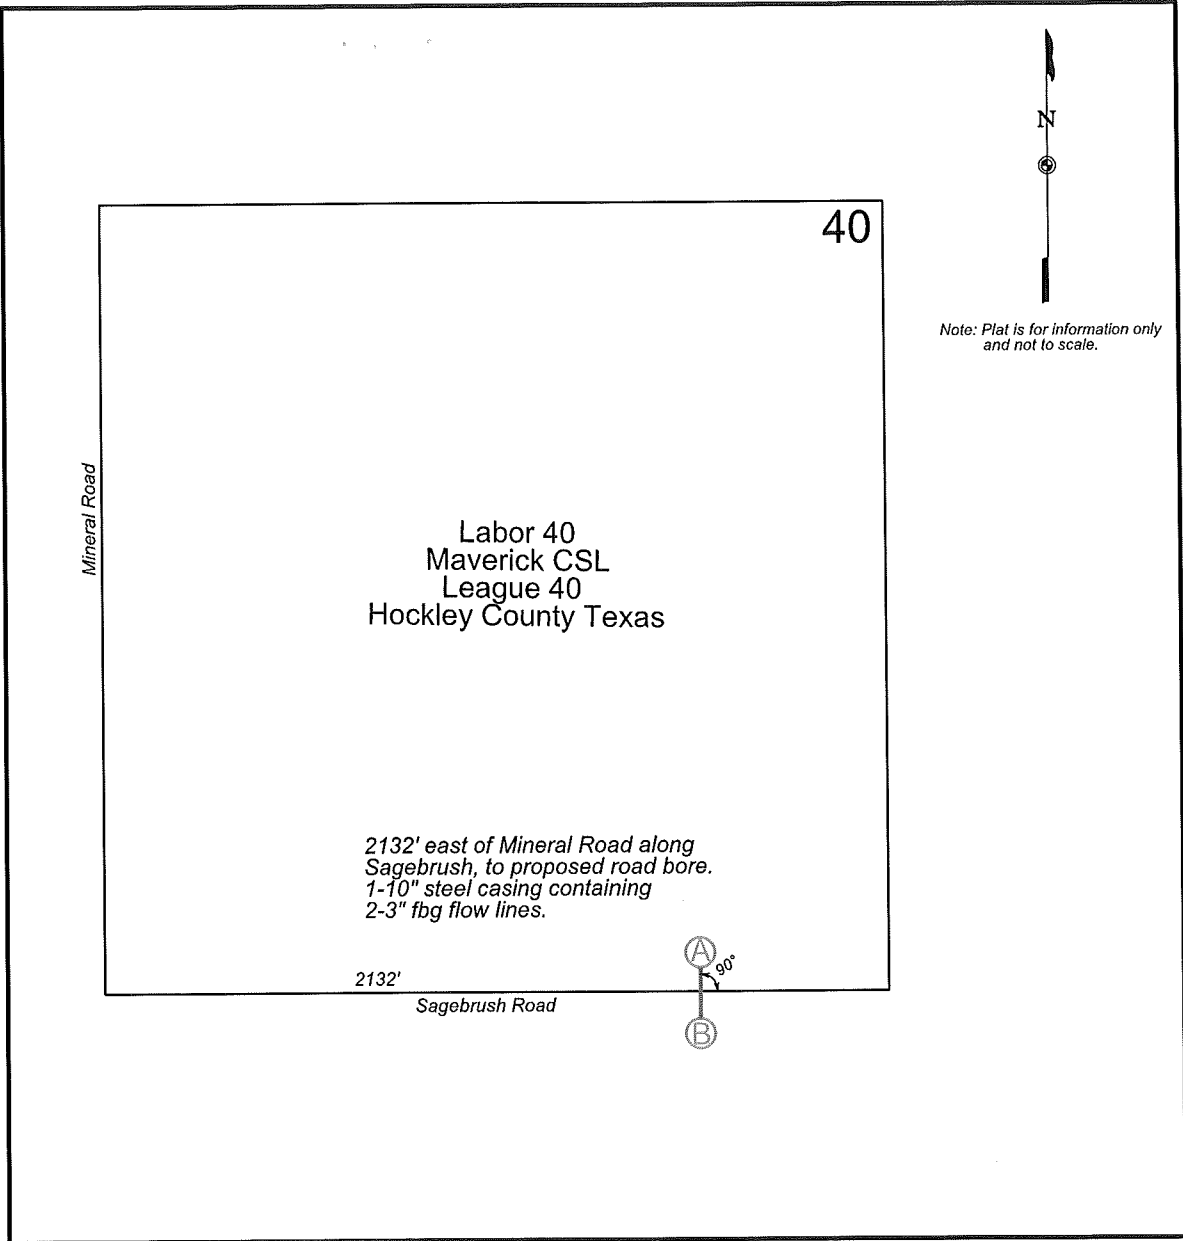 N
40
Note: Plat is for information only
and not to scale.
Mineral Road
Labor 40
Maverick CSL
League 40
Hockley County Texas
2132' east of Mineral Road along
Sagebrush, to proposed road bore.
1-10" steel casing containing
2-3" fbg flow lines.
A
90°
2132'
Sagebrush Road
B